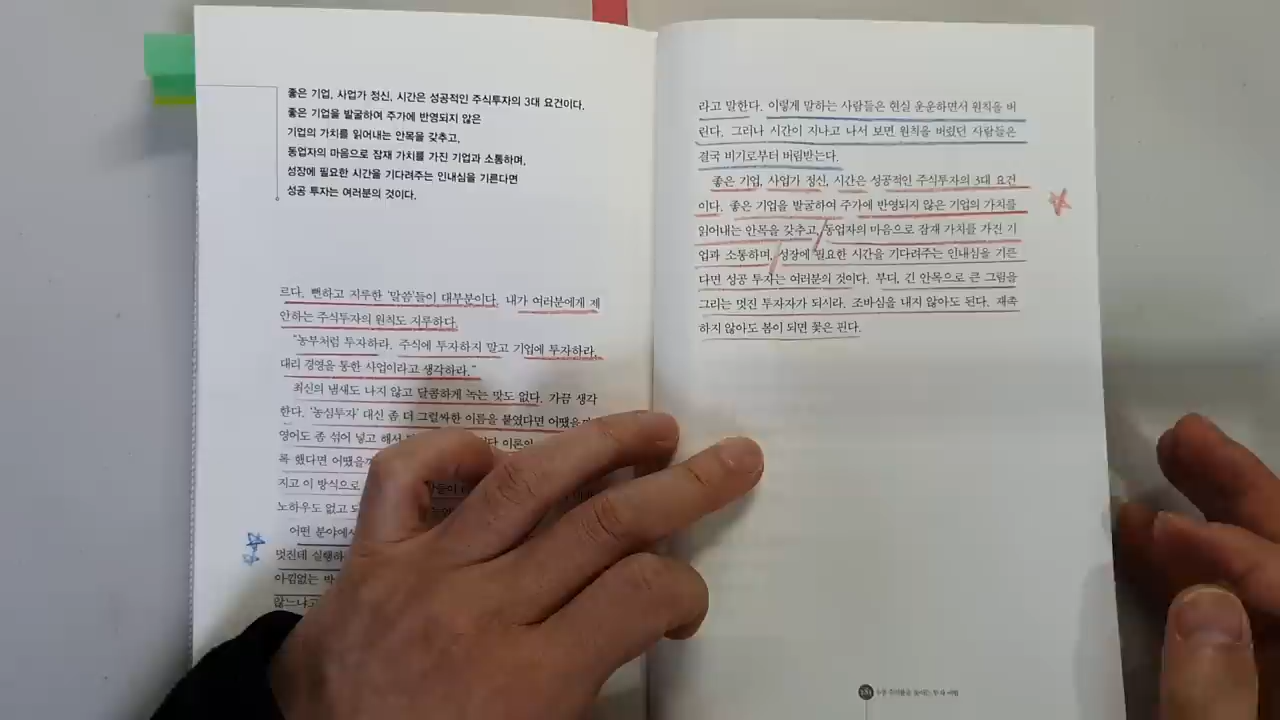 좋은 기업, 사업가 정신, 시간은 성공적인 주식투자의 3대 요건이다.
좋은 기업을 발굴하여 주가에 반영되지 않은
기업의 가치를 읽어내는 안목을 갖추고,
동업자의 마음으로 잠재 가치를 가진 기업과 소통하며,
성장에 필요한 시간을 기다려주는 인내심을 기른다면
성공 투자는 여러분의 것이다.
르다. 뻔하고 지루한 '말씀'들이 대부분이다. 내가 여러분에게 제
안하는 주식투자의 원칙도 지루하다.
"농부처럼 투자하라. 주식에 투자하지 말고 기업에 투자하라.
대리 경영을 통한 사업이라고 생각하라."
최신의 냄새도 나지 않고 달콤하게 녹는 맛도 없다. 가끔 생각
한다. '농심투자' 대신 좀 더 그럴싸한 이름을 붙였다면 어땠을
영어도 좀 섞어 넣고 해서 이론의
록 했다면 어땠을까
지고 이 방식으로
노하우도 없고
어떤 분야에서
멋진데 실행하
아낌없는 박
않느냐고
라고 말한다. 이렇게 말하는 사람들은 현실 운운하면서 원칙을 버
린다. 그러나 시간이 지나고 나서 보면 원칙을 버렸던 사람들은
결국 비기로부터 버림받는다.
좋은 기업, 사업가 정신, 시간은 성공적인 주식투자의 3대 요건
이다. 좋은 기업을 발굴하여 주가에 반영되지 않은 기업의 가치를
읽어내는 안목을 갖추고, 동업자의 마음으로 잠재 가치를 가진 기
업과 소통하며, 성장에 필요한 시간을 기다려주는 인내심을 기른
다면 성공 투자는 여러분의 것이다. 부디, 긴 안목으로 큰 그림을
그리는 멋진 투자자가 되시라. 조바심을 내지 않아도 된다. 재촉
하지 않아도 봄이 되면 꽃은 핀다.